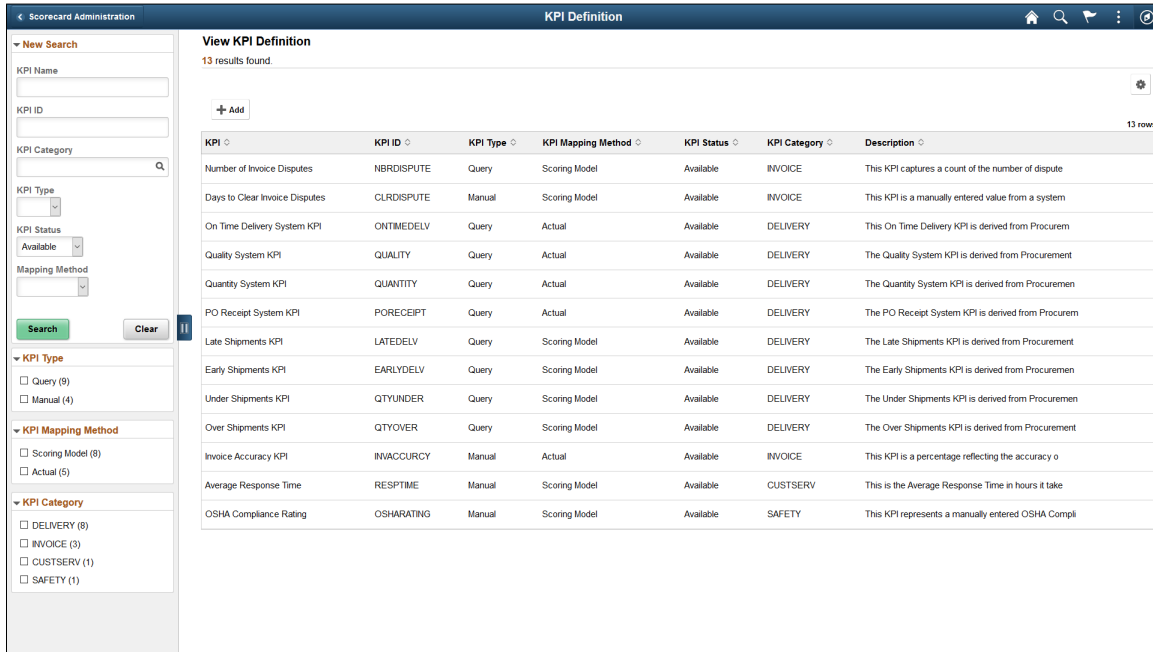 Scorecard Administration
KPI Definition
New Search
KPI Name
KPI ID
KPI Category
KPI Type
KPI Status
Available
Mapping Method
Search
Clear
KPI Type
Query (9)
Manual (4)
KPI Mapping Method
Scoring Model (8)
Actual (5)
KPI Category
DELIVERY (8)
INVOICE (3)
CUSTSERV (1)
SAFETY (1)
View KPI Definition
13 results found.
Add
13 rows
KPI KPI ID KPI Type KPI Mapping Method KPI Status KPI Category Description
Number of Invoice Disputes NBRDISPUTE Query Scoring Model Available INVOICE This KPI captures a count of the number of dispute
Days to Clear Invoice Disputes CLRDISPUTE Manual Scoring Model Available INVOICE This KPI is a manually entered value from a system
On Time Delivery System KPI ONTIMEDELV Query Actual Available DELIVERY This On Time Delivery KPI is derived from Procurem
Quality System KPI QUALITY Query Actual Available DELIVERY The Quality System KPI is derived from Procurement
Quantity System KPI QUANTITY Query Actual Available DELIVERY The Quantity System KPI is derived from Procuremen
PO Receipt System KPI PORECEIPT Query Actual Available DELIVERY The PO Receipt System KPI is derived from Procurem
Late Shipments KPI LATEDELV Query Scoring Model Available DELIVERY The Late Shipments KPI is derived from Procurement
Early Shipments KPI EARLYDELV Query Scoring Model Available DELIVERY The Early Shipments KPI is derived from Procuremen
Under Shipments KPI QTYUNDER Query Scoring Model Available DELIVERY The Under Shipments KPI is derived from Procuremen
Over Shipments KPI QTYOVER Query Scoring Model Available DELIVERY The Over Shipments KPI is derived from Procurement
Invoice Accuracy KPI INVACCURCY Manual Actual Available INVOICE This KPI is a percentage reflecting the accuracy o
Average Response Time RESPTIME Manual Scoring Model Available CUSTSERV This is the Average Response Time in hours it take
OSHA Compliance Rating OSHARATING Manual Scoring Model Available SAFETY This KPI represents a manually entered OSHA Compli